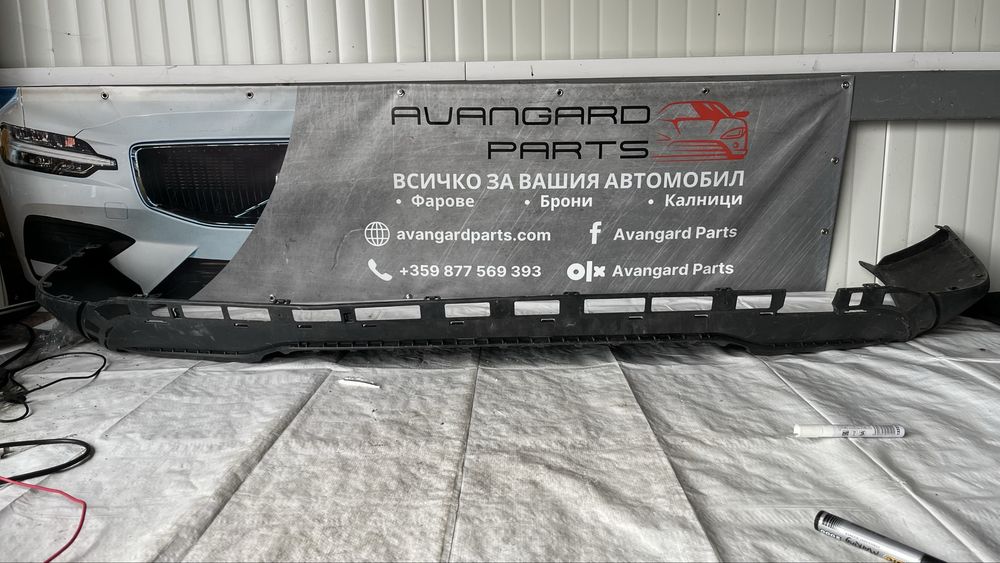 AVANGARD
PARTS
ВСИЧКО ЗА ВАШИЯ АВТОМОБИЛ
• Фарове • Брони • Калници
avangardparts.com f Avangard Parts
+359 877 569 393 olx Avangard Parts